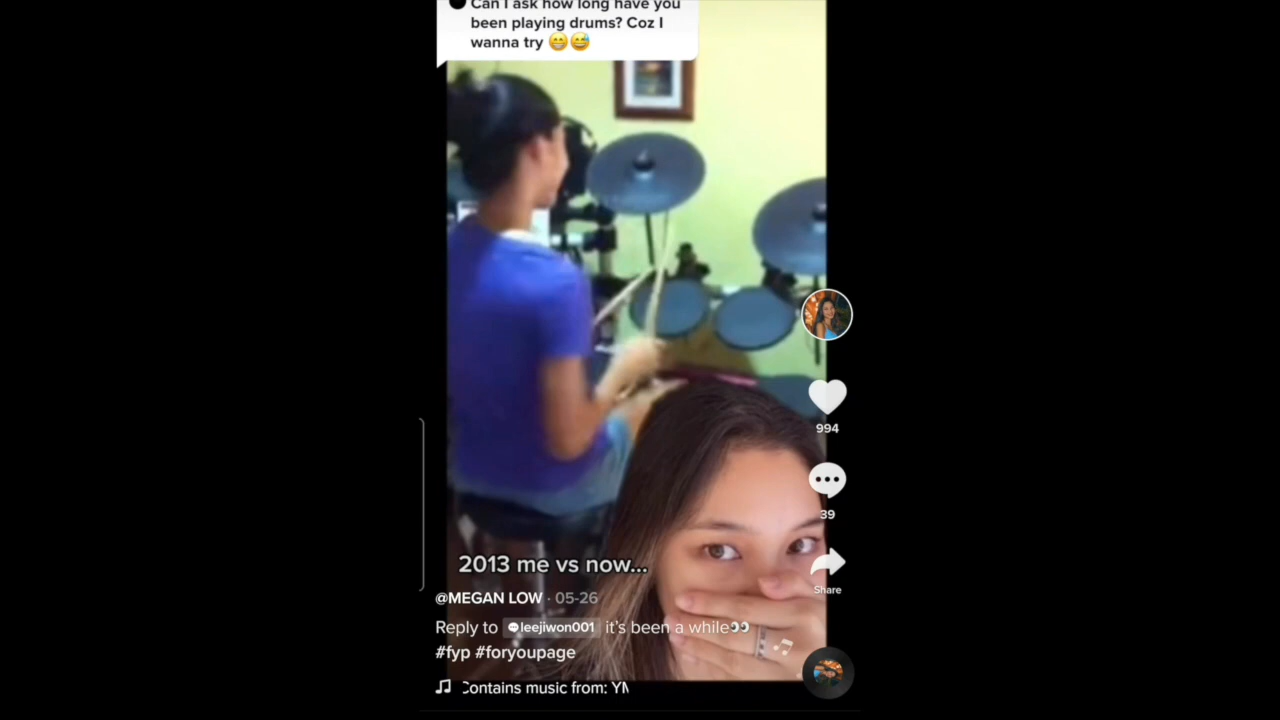 Can I ask how long have you
been playing drums? Coz I
wanna try 😁😅
994
39
Share
2013 me vs now...
@MEGAN LOW · 05-26
Reply to leejiwon001 it's been a while👀
#fyp #foryoupage
Contains music from: YM